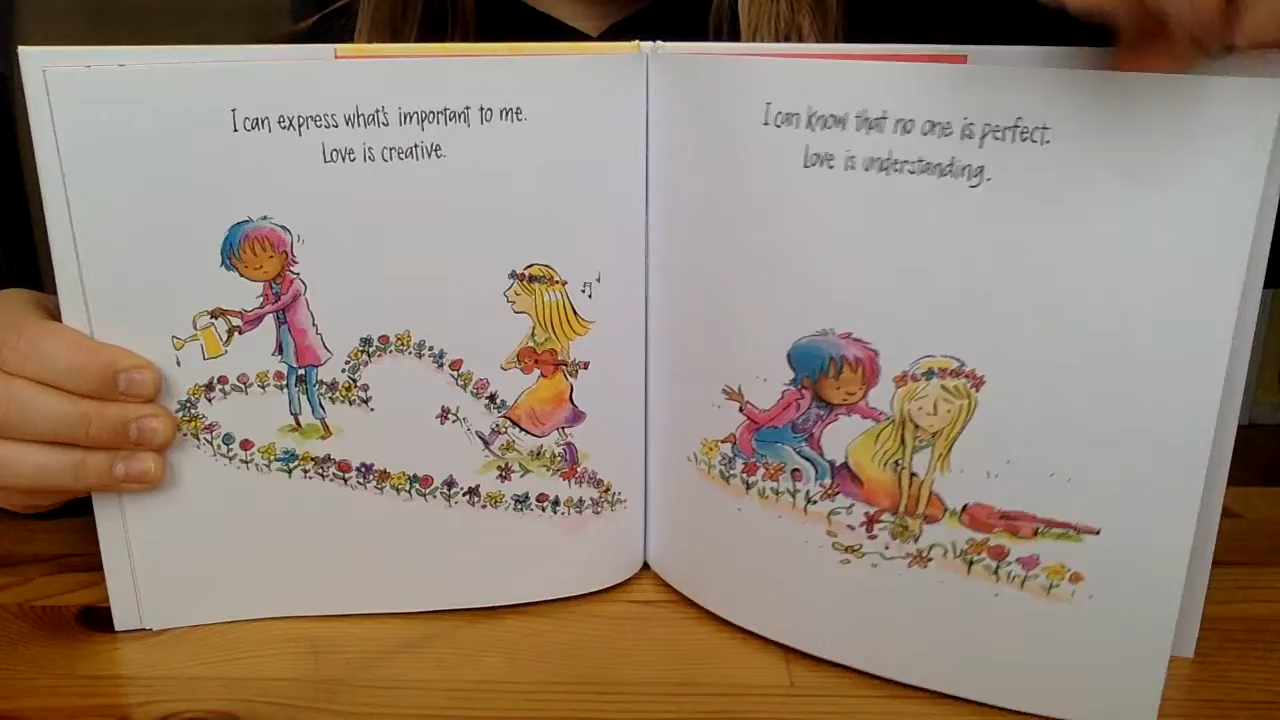 I can express what's important to me.
Love is creative.
I can know that no one is perfect.
Love is understanding.